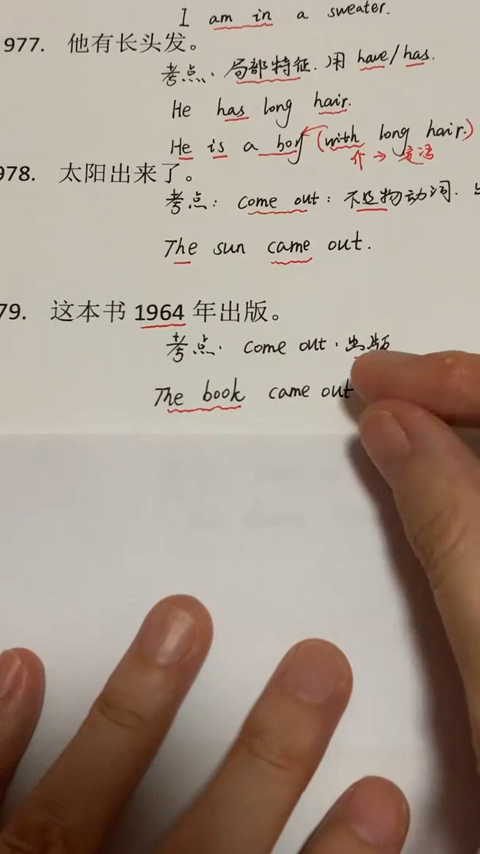 I am in a sweater.
977. 他有长头发。
考点: 局部特征. 用 have/has.
He has long hair.
He is a boy (with long hair.)
介 → 定语
978. 太阳出来了。
考点: come out: 不及物动词.
The sun came out.
79. 这本书 1964 年出版。
考点. come out. 出版
The book came out